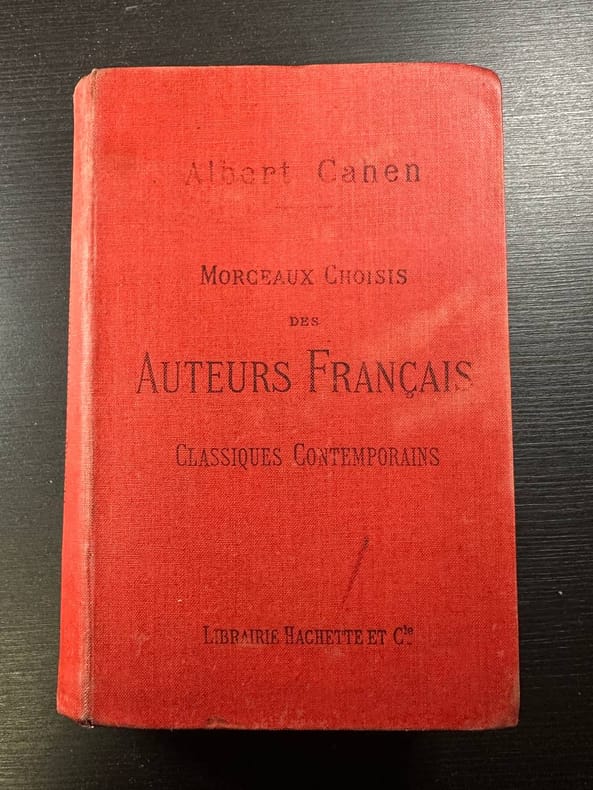 Albert Cahen
MORCEAUX CHOISIS
DES
AUTEURS FRANÇAIS
CLASSIQUES CONTEMPORAINS
LIBRAIRIE HACHETTE ET Cie